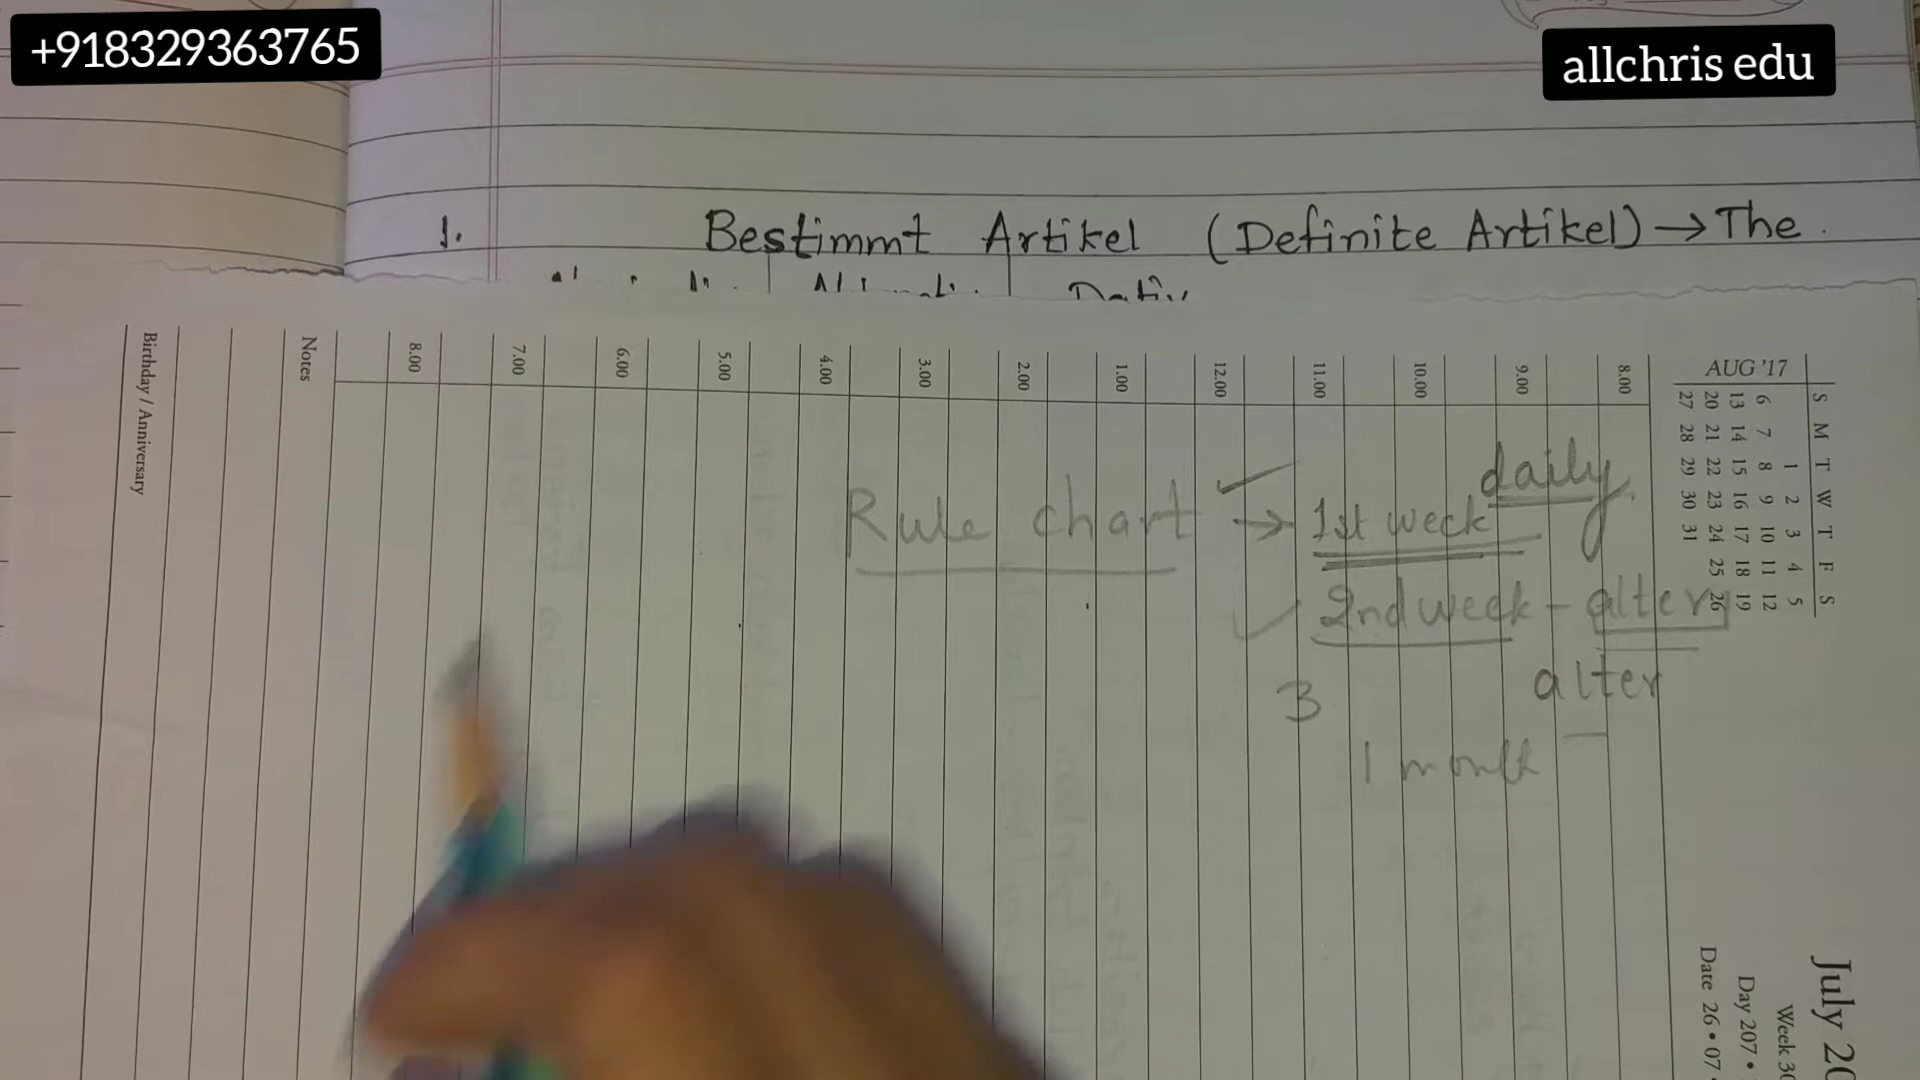 +918329363765
allchris edu
1. Bestimmt Artikel (Definite Artikel) → The
8.00
9.00
10.00
11.00
12.00
1.00
2.00
3.00
4.00
5.00
6.00
7.00
8.00
Notes
Birthday / Anniversary
AUG '17
S M T W T F S
1 2 3 4 5
6 7 8 9 10 11 12
13 14 15 16 17 18 19
20 21 22 23 24 25 26
27 28 29 30 31
daily
Rule chart → 1st week
2nd week - alter
3 alter
1 month
July 20
Week 30
Day 207 •
Date 26 • 07 •